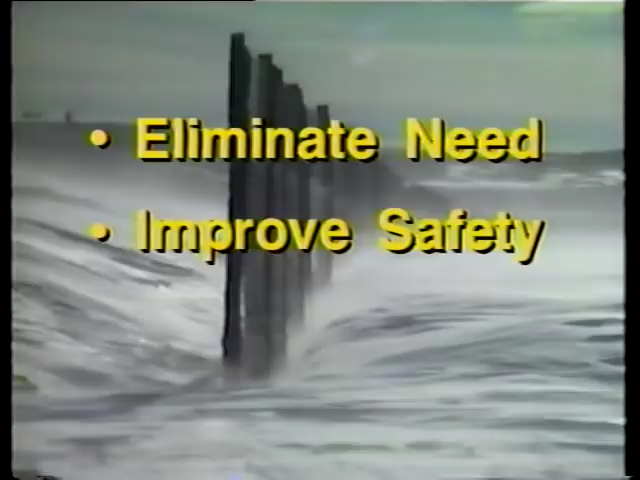 • Eliminate Need
• Improve Safety